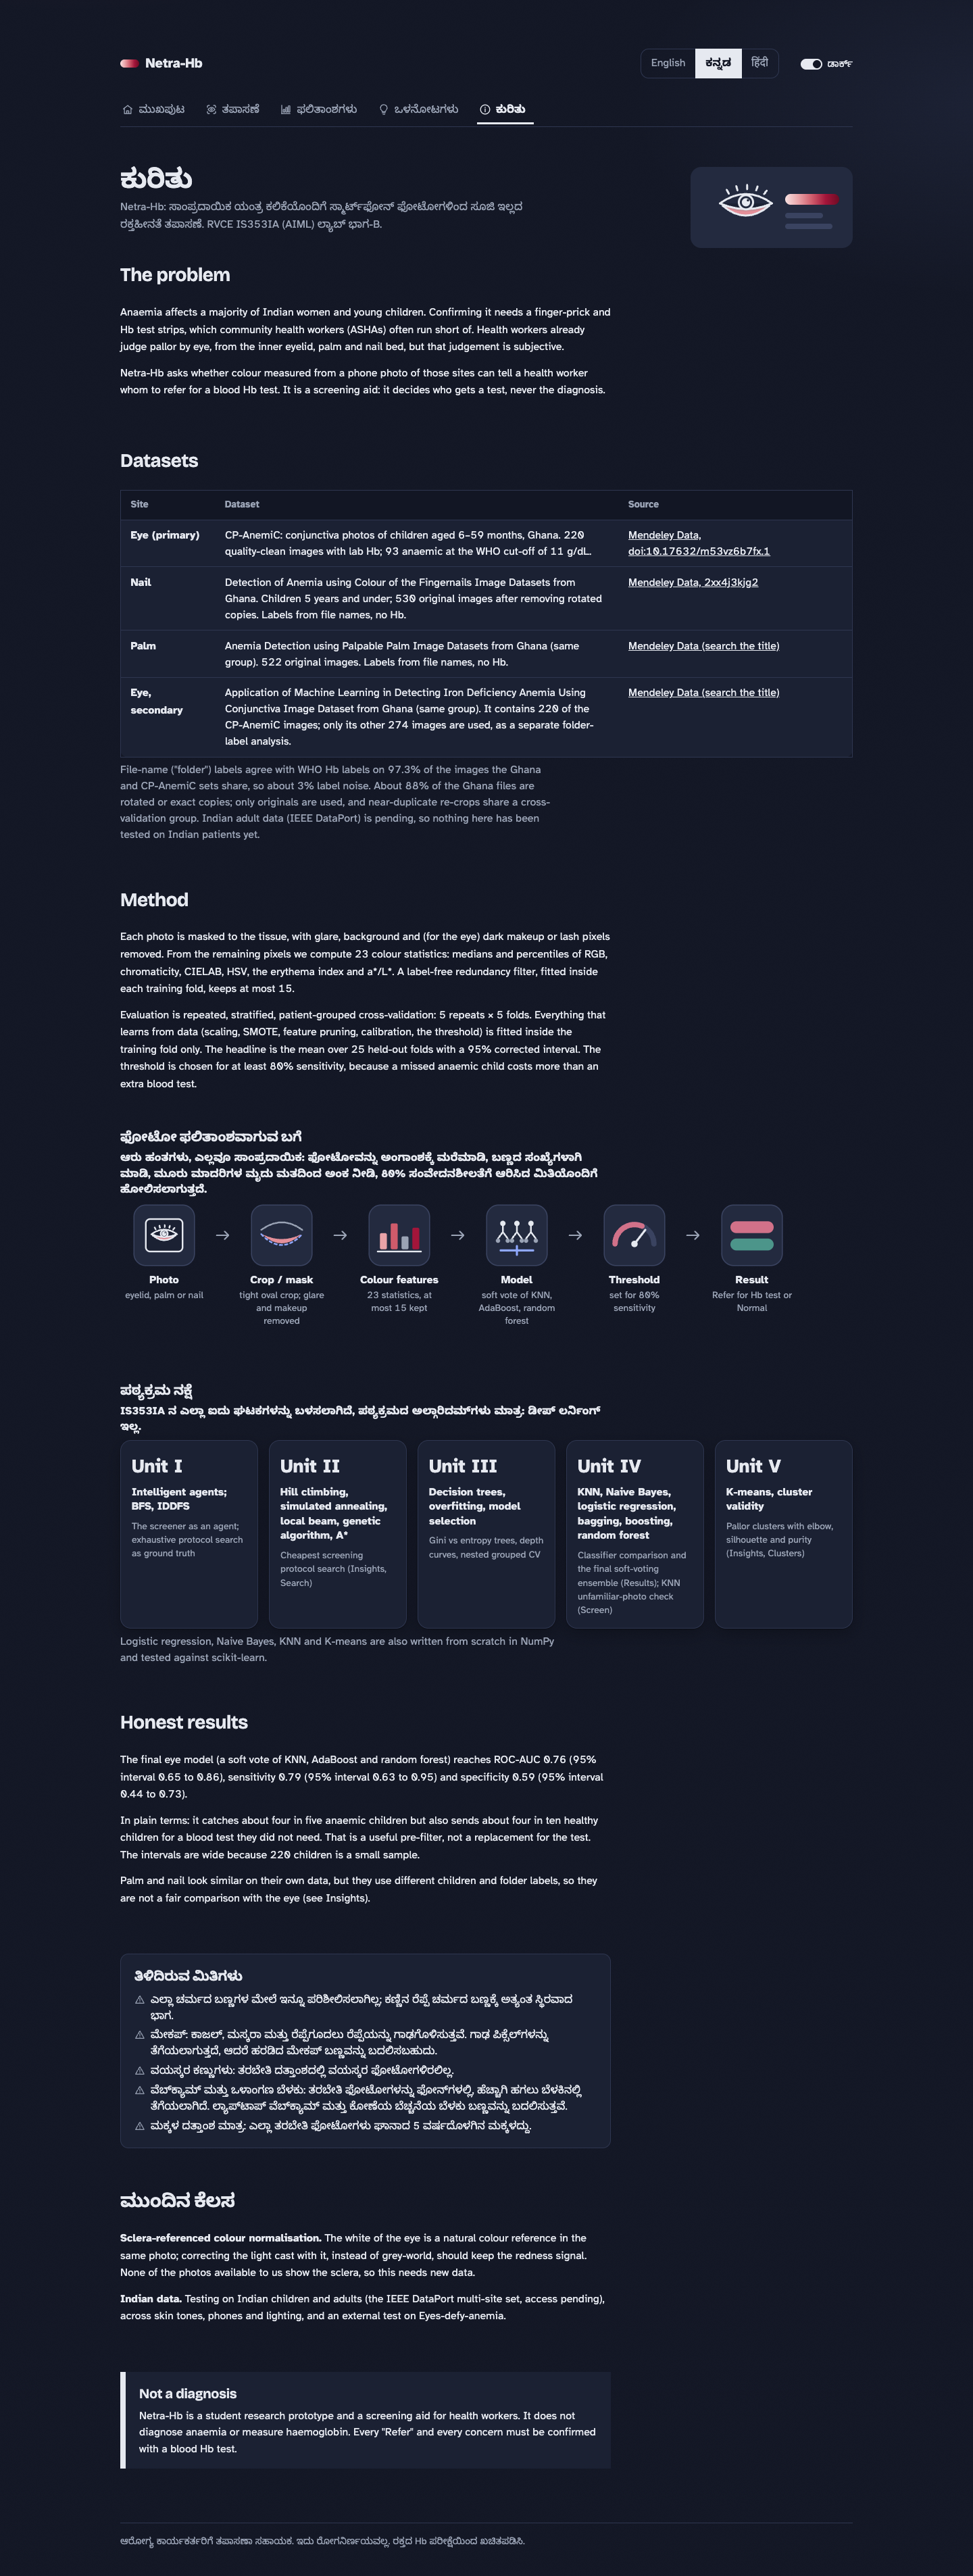 Netra-Hb
English
ಕನ್ನಡ
हिंदी
ಡಾರ್ಕ್
ಮುಖಪುಟ
ತಪಾಸಣೆ
ಫಲಿತಾಂಶಗಳು
ಒಳನೋಟಗಳು
ಕುರಿತು
ಕುರಿತು
Netra-Hb: ಸಾಂಪ್ರದಾಯಿಕ ಯಂತ್ರ ಕಲಿಕೆಯೊಂದಿಗೆ ಸ್ಮಾರ್ಟ್‌ಫೋನ್ ಫೋಟೋಗಳಿಂದ ಸೂಜಿ ಇಲ್ಲದ
ರಕ್ತಹೀನತೆ ತಪಾಸಣೆ. RVCE IS353IA (AIML) ಲ್ಯಾಬ್ ಭಾಗ-B.
The problem
Anaemia affects a majority of Indian women and young children. Confirming it needs a finger-prick and
Hb test strips, which community health workers (ASHAs) often run short of. Health workers already
judge pallor by eye, from the inner eyelid, palm and nail bed, but that judgement is subjective.
Netra-Hb asks whether colour measured from a phone photo of those sites can tell a health worker
whom to refer for a blood Hb test. It is a screening aid: it decides who gets a test, never the diagnosis.
Datasets
Site Dataset Source
Eye (primary) CP-AnemiC: conjunctiva photos of children aged 6–59 months, Ghana. 220 Mendeley Data,
quality-clean images with lab Hb; 93 anaemic at the WHO cut-off of 11 g/dL. doi:10.17632/m53vz6b7fx.1
Nail Detection of Anemia using Colour of the Fingernails Image Datasets from Mendeley Data, 2xx4j3kjg2
Ghana. Children 5 years and under; 530 original images after removing rotated
copies. Labels from file names, no Hb.
Palm Anemia Detection using Palpable Palm Image Datasets from Ghana (same Mendeley Data (search the title)
group). 522 original images. Labels from file names, no Hb.
Eye, Application of Machine Learning in Detecting Iron Deficiency Anemia Using Mendeley Data (search the title)
secondary Conjunctiva Image Dataset from Ghana (same group). It contains 220 of the
CP-AnemiC images; only its other 274 images are used, as a separate folder-
label analysis.
File-name ("folder") labels agree with WHO Hb labels on 97.3% of the images the Ghana
and CP-AnemiC sets share, so about 3% label noise. About 88% of the Ghana files are
rotated or exact copies; only originals are used, and near-duplicate re-crops share a cross-
validation group. Indian adult data (IEEE DataPort) is pending, so nothing here has been
tested on Indian patients yet.
Method
Each photo is masked to the tissue, with glare, background and (for the eye) dark makeup or lash pixels
removed. From the remaining pixels we compute 23 colour statistics: medians and percentiles of RGB,
chromaticity, CIELAB, HSV, the erythema index and a*/L*. A label-free redundancy filter, fitted inside
each training fold, keeps at most 15.
Evaluation is repeated, stratified, patient-grouped cross-validation: 5 repeats × 5 folds. Everything that
learns from data (scaling, SMOTE, feature pruning, calibration, the threshold) is fitted inside the
training fold only. The headline is the mean over 25 held-out folds with a 95% corrected interval. The
threshold is chosen for at least 80% sensitivity, because a missed anaemic child costs more than an
extra blood test.
ಫೋಟೋ ಫಲಿತಾಂಶವಾಗುವ ಬಗೆ
ಆರು ಹಂತಗಳು, ಎಲ್ಲವೂ ಸಾಂಪ್ರದಾಯಿಕ: ಫೋಟೋವನ್ನು ಅಂಗಾಂಶಕ್ಕೆ ಮರೆಮಾಡಿ, ಬಣ್ಣದ ಸಂಖ್ಯೆಗಳಾಗಿ
ಮಾಡಿ, ಮೂರು ಮಾದರಿಗಳ ಮೃದು ಮತದಿಂದ ಅಂಕ ನೀಡಿ, 80% ಸಂವೇದನಶೀಲತೆಗೆ ಆರಿಸಿದ ಮಿತಿಯೊಂದಿಗೆ
ಹೋಲಿಸಲಾಗುತ್ತದೆ.
Photo
eyelid, palm or nail
Crop / mask
tight oval crop; glare
and makeup
removed
Colour features
23 statistics, at
most 15 kept
Model
soft vote of KNN,
AdaBoost, random
forest
Threshold
set for 80%
sensitivity
Result
Refer for Hb test or
Normal
ಪಠ್ಯಕ್ರಮ ನಕ್ಷೆ
IS353IA ನ ಎಲ್ಲಾ ಐದು ಘಟಕಗಳನ್ನು ಬಳಸಲಾಗಿದೆ, ಪಠ್ಯಕ್ರಮದ ಅಲ್ಗಾರಿದಮ್‌ಗಳು ಮಾತ್ರ: ಡೀಪ್ ಲರ್ನಿಂಗ್
ಇಲ್ಲ.
Unit I
Intelligent agents;
BFS, IDDFS
The screener as an agent;
exhaustive protocol search
as ground truth
Unit II
Hill climbing,
simulated annealing,
local beam, genetic
algorithm, A*
Cheapest screening
protocol search (Insights,
Search)
Unit III
Decision trees,
overfitting, model
selection
Gini vs entropy trees, depth
curves, nested grouped CV
Unit IV
KNN, Naive Bayes,
logistic regression,
bagging, boosting,
random forest
Classifier comparison and
the final soft-voting
ensemble (Results); KNN
unfamiliar-photo check
(Screen)
Unit V
K-means, cluster
validity
Pallor clusters with elbow,
silhouette and purity
(Insights, Clusters)
Logistic regression, Naive Bayes, KNN and K-means are also written from scratch in NumPy
and tested against scikit-learn.
Honest results
The final eye model (a soft vote of KNN, AdaBoost and random forest) reaches ROC-AUC 0.76 (95%
interval 0.65 to 0.86), sensitivity 0.79 (95% interval 0.63 to 0.95) and specificity 0.59 (95% interval
0.44 to 0.73).
In plain terms: it catches about four in five anaemic children but also sends about four in ten healthy
children for a blood test they did not need. That is a useful pre-filter, not a replacement for the test.
The intervals are wide because 220 children is a small sample.
Palm and nail look similar on their own data, but they use different children and folder labels, so they
are not a fair comparison with the eye (see Insights).
ತಿಳಿದಿರುವ ಮಿತಿಗಳು
ಎಲ್ಲಾ ಚರ್ಮದ ಬಣ್ಣಗಳ ಮೇಲೆ ಇನ್ನೂ ಪರಿಶೀಲಿಸಲಾಗಿಲ್ಲ; ಕಣ್ಣಿನ ರೆಪ್ಪೆ ಚರ್ಮದ ಬಣ್ಣಕ್ಕೆ ಅತ್ಯಂತ ಸ್ಥಿರವಾದ
ಭಾಗ.
ಮೇಕಪ್: ಕಾಜಲ್, ಮಸ್ಕರಾ ಮತ್ತು ರೆಪ್ಪೆಗೂದಲು ರೆಪ್ಪೆಯನ್ನು ಗಾಢಗೊಳಿಸುತ್ತವೆ. ಗಾಢ ಪಿಕ್ಸೆಲ್‌ಗಳನ್ನು
ತೆಗೆಯಲಾಗುತ್ತದೆ, ಆದರೆ ಹರಡಿದ ಮೇಕಪ್ ಬಣ್ಣವನ್ನು ಬದಲಿಸಬಹುದು.
ವಯಸ್ಕರ ಕಣ್ಣುಗಳು: ತರಬೇತಿ ದತ್ತಾಂಶದಲ್ಲಿ ವಯಸ್ಕರ ಫೋಟೋಗಳಿರಲಿಲ್ಲ.
ವೆಬ್‌ಕ್ಯಾಮ್ ಮತ್ತು ಒಳಾಂಗಣ ಬೆಳಕು: ತರಬೇತಿ ಫೋಟೋಗಳನ್ನು ಫೋನ್‌ಗಳಲ್ಲಿ, ಹೆಚ್ಚಾಗಿ ಹಗಲು ಬೆಳಕಿನಲ್ಲಿ
ತೆಗೆಯಲಾಗಿದೆ. ಲ್ಯಾಪ್‌ಟಾಪ್ ವೆಬ್‌ಕ್ಯಾಮ್ ಮತ್ತು ಕೋಣೆಯ ಬೆಚ್ಚನೆಯ ಬೆಳಕು ಬಣ್ಣವನ್ನು ಬದಲಿಸುತ್ತವೆ.
ಮಕ್ಕಳ ದತ್ತಾಂಶ ಮಾತ್ರ: ಎಲ್ಲಾ ತರಬೇತಿ ಫೋಟೋಗಳು ಘಾನಾದ 5 ವರ್ಷದೊಳಗಿನ ಮಕ್ಕಳದ್ದು.
ಮುಂದಿನ ಕೆಲಸ
Sclera-referenced colour normalisation. The white of the eye is a natural colour reference in the
same photo; correcting the light cast with it, instead of grey-world, should keep the redness signal.
None of the photos available to us show the sclera, so this needs new data.
Indian data. Testing on Indian children and adults (the IEEE DataPort multi-site set, access pending),
across skin tones, phones and lighting, and an external test on Eyes-defy-anemia.
Not a diagnosis
Netra-Hb is a student research prototype and a screening aid for health workers. It does not
diagnose anaemia or measure haemoglobin. Every "Refer" and every concern must be confirmed
with a blood Hb test.
ಆರೋಗ್ಯ ಕಾರ್ಯಕರ್ತರಿಗೆ ತಪಾಸಣಾ ಸಹಾಯಕ. ಇದು ರೋಗನಿರ್ಣಯವಲ್ಲ. ರಕ್ತದ Hb ಪರೀಕ್ಷೆಯಿಂದ ಖಚಿತಪಡಿಸಿ.